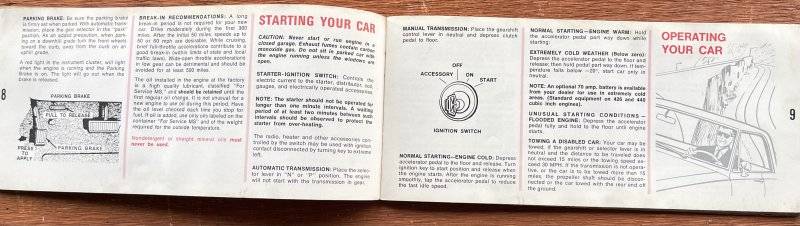 PARKING BRAKE: Be sure the parking brake
is firmly set when parked. With automatic trans-
mission, place the gear selector in the "park"
position. As an added precaution, when park-
ing on a downhill grade turn the front wheels
toward the curb, away from the curb on an
uphill grade.
A red light in the instrument cluster, will light
when the engine is running and the Parking
Brake is on. The light will go out when the
brake is released.
PARKING BRAKE
PULL TO RELEASE
PRESS
TO
APPLY
PARKING BRAKE
8
BREAK-IN RECOMMENDATIONS: A long
break-in period is not required for your new
car. Drive moderately during the first 300
miles. After the initial 50 miles, speeds up to
50 or 60 mph are desirable. While cruising,
brief full-throttle accelerations contribute to a
good break-in (within limits of state and local
traffic laws). Wide-open throttle accelerations
in low gear can be detrimental and should be
avoided for at least 500 miles.
The oil installed in the engine at the factory
is a high quality lubricant, classified "For
Service MS," and should be retained until the
first regular oil change. It is not unusual for a
new engine to use oil during this period. Have
the oil level checked each time you stop for
fuel. If oil is added, use only oils labeled on the
container "For Service MS" and of the weight
required for the outside temperature.
Nondetergent or straight mineral oils must
never be used.
STARTING YOUR CAR
CAUTION: Never start or run engine in a
closed garage. Exhaust fumes contain carbon
monoxide gas. Do not sit in parked car with
the engine running unless the windows are
open.
STARTER-IGNITION SWITCH: Controls the
electric current to the starter, distributor, fuel
gauges, and electrically operated accessories.
NOTE: The starter should not be operated for
longer than one minute intervals. A waiting
period of at least two minutes between such
intervals should be observed to protect the
starter from over-heating.
The radio, heater and other accessories con-
trolled by the switch may be used with ignition
contact disconnected by turning key to extreme
left.
AUTOMATIC TRANSMISSION: Place the selec-
tor lever in "N" or "P" position. The engine
will not start with the transmission in gear.
MANUAL TRANSMISSION: Place the gearshift
control lever in neutral and depress clutch
pedal to floor.
OFF
ACCESSORY
ON
START
IGNITION SWITCH
NORMAL STARTING—ENGINE COLD: Depress
accelerator pedal to the floor and release. Turn
ignition key to start position and release when
the engine starts. After the engine is running
smoothly, tap the accelerator pedal to reduce
the fast idle speed.
NORMAL STARTING—ENGINE WARM: Hold
the accelerator pedal part way down while
starting.
EXTREMELY COLD WEATHER (Below zero):
Depress the accelerator pedal to the floor and
release; then hold pedal part way down. If tem-
perature falls below –20°, start car only in
neutral.
NOTE: An optional 70 amp. battery is available
from your dealer for use in extremely cold
areas. (Standard equipment on 426 and 440
cubic inch engines).
UNUSUAL STARTING CONDITIONS—
FLOODED ENGINE: Depress the accelerator
pedal fully and hold to the floor until engine
starts.
TOWING A DISABLED CAR: Your car may be
towed, if the gearshift or selector lever is in
neutral and the distance to be traveled does
not exceed 15 miles or the towing speed ex-
ceed 30 MPH. If the transmission is not opera-
tive, or the car is to be towed more than 15
miles, the propeller shaft should be discon-
nected or the car towed with the rear end off
the ground.
OPERATING
YOUR CAR
9